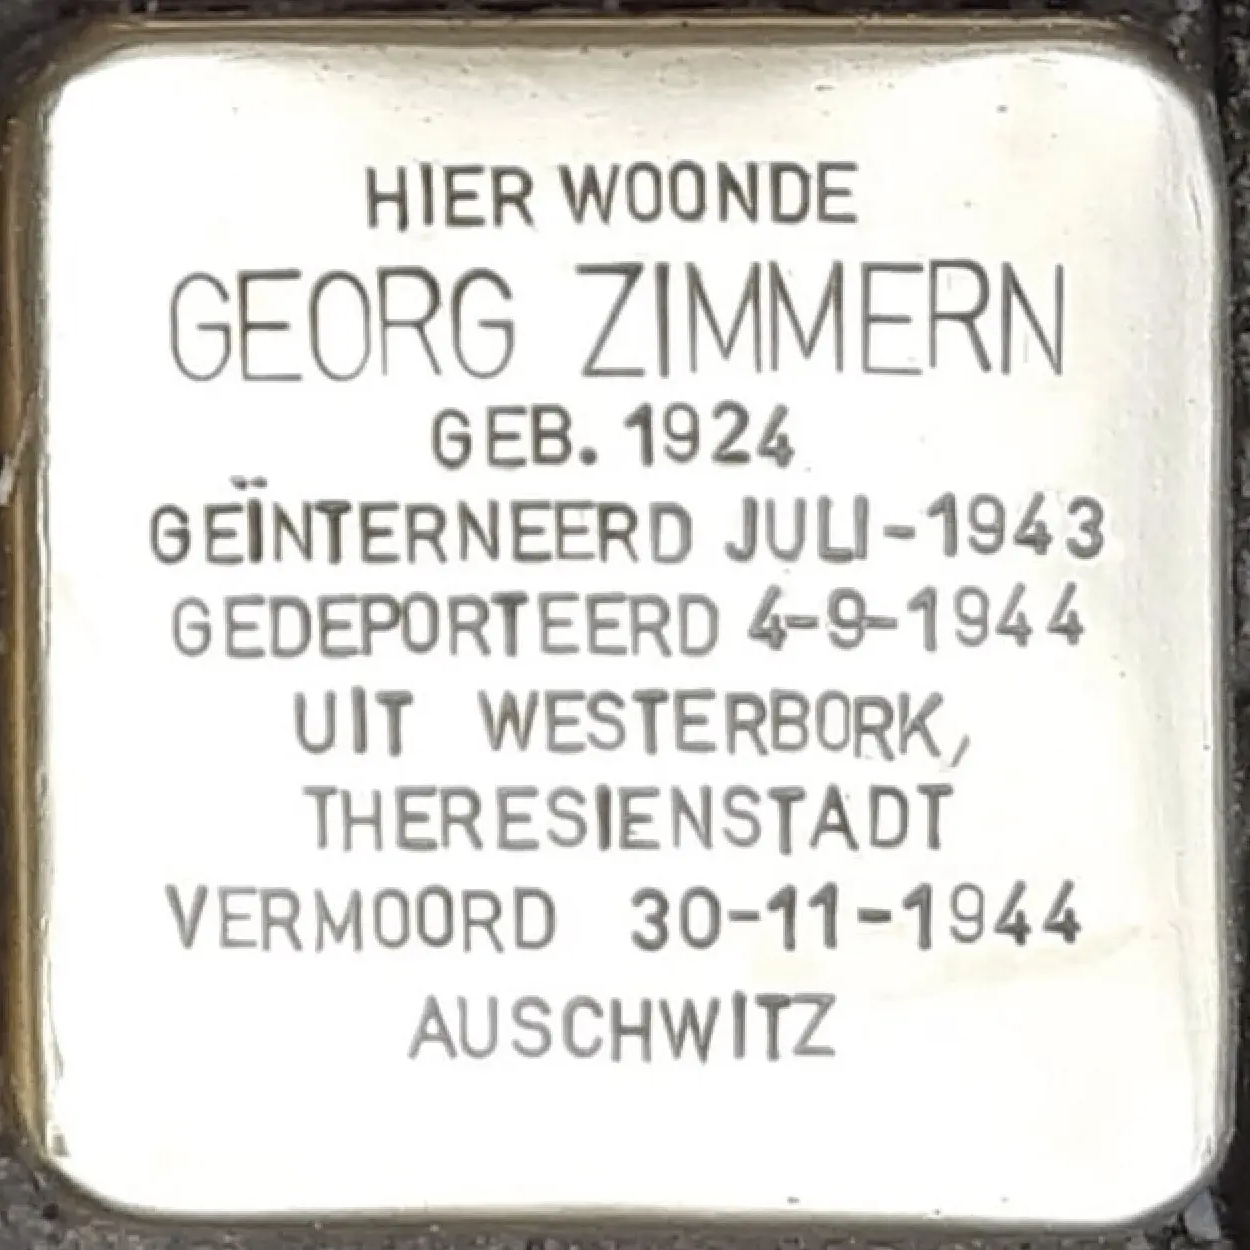 HIER WOONDE
GEORG ZIMMERN
GEB. 1924
GEÏNTERNEERD JULI-1943
GEDEPORTEERD 4-9-1944
UIT WESTERBORK,
THERESIENSTADT
VERMOORD 30-11-1944
AUSCHWITZ